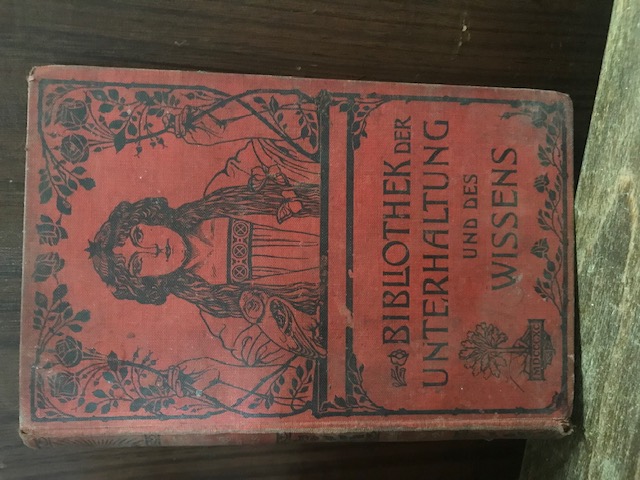 BIBLIOTHEK DER
UNTERHALTUNG
UND DES
WISSENS